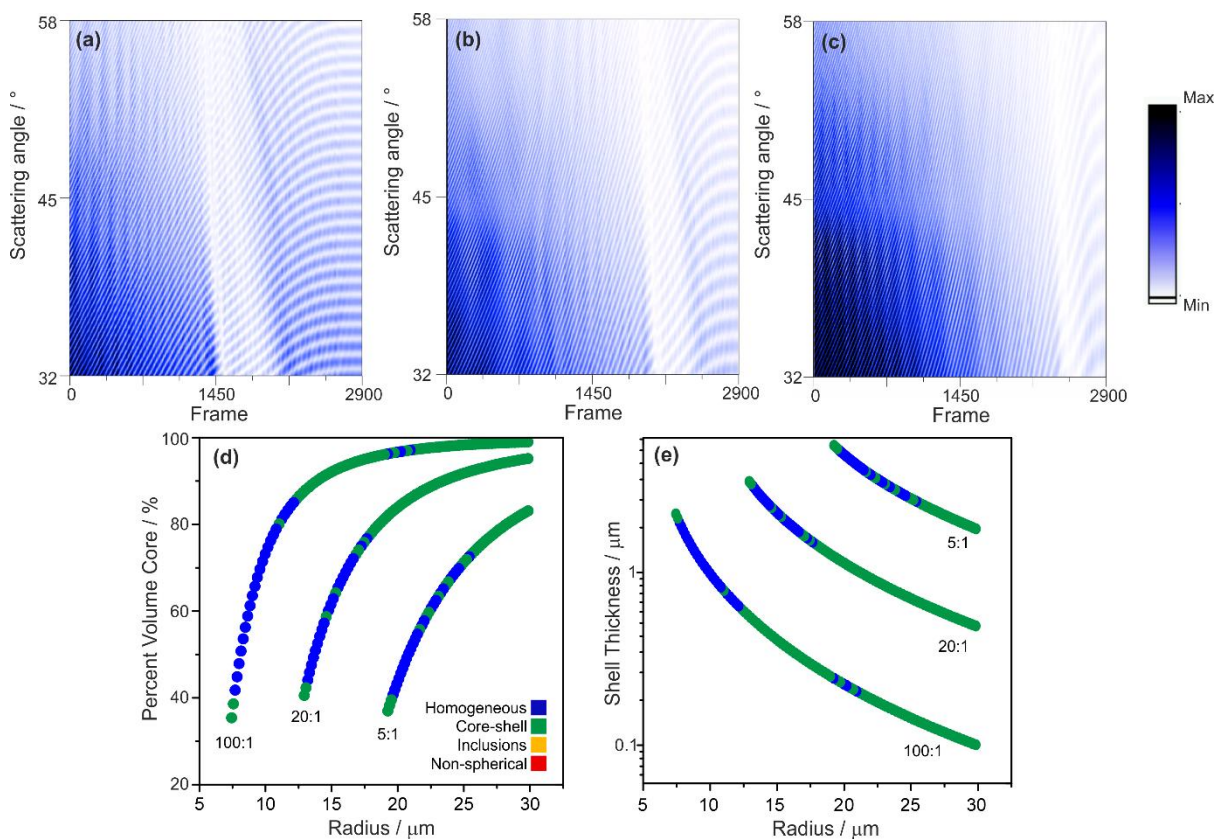 (a)
58
45
32
Scattering angle / °
0
1450
2900
Frame
(b)
58
45
32
Scattering angle / °
0
1450
2900
Frame
(c)
58
45
32
Scattering angle / °
0
1450
2900
Frame
Max
Min
(d)
100
80
60
40
20
Percent Volume Core / %
100:1
20:1
5:1
Homogeneous
Core-shell
Inclusions
Non-spherical
5
10
15
20
25
30
Radius / μm
(e)
1
0.1
Shell Thickness / μm
5:1
20:1
100:1
5
10
15
20
25
30
Radius / μm